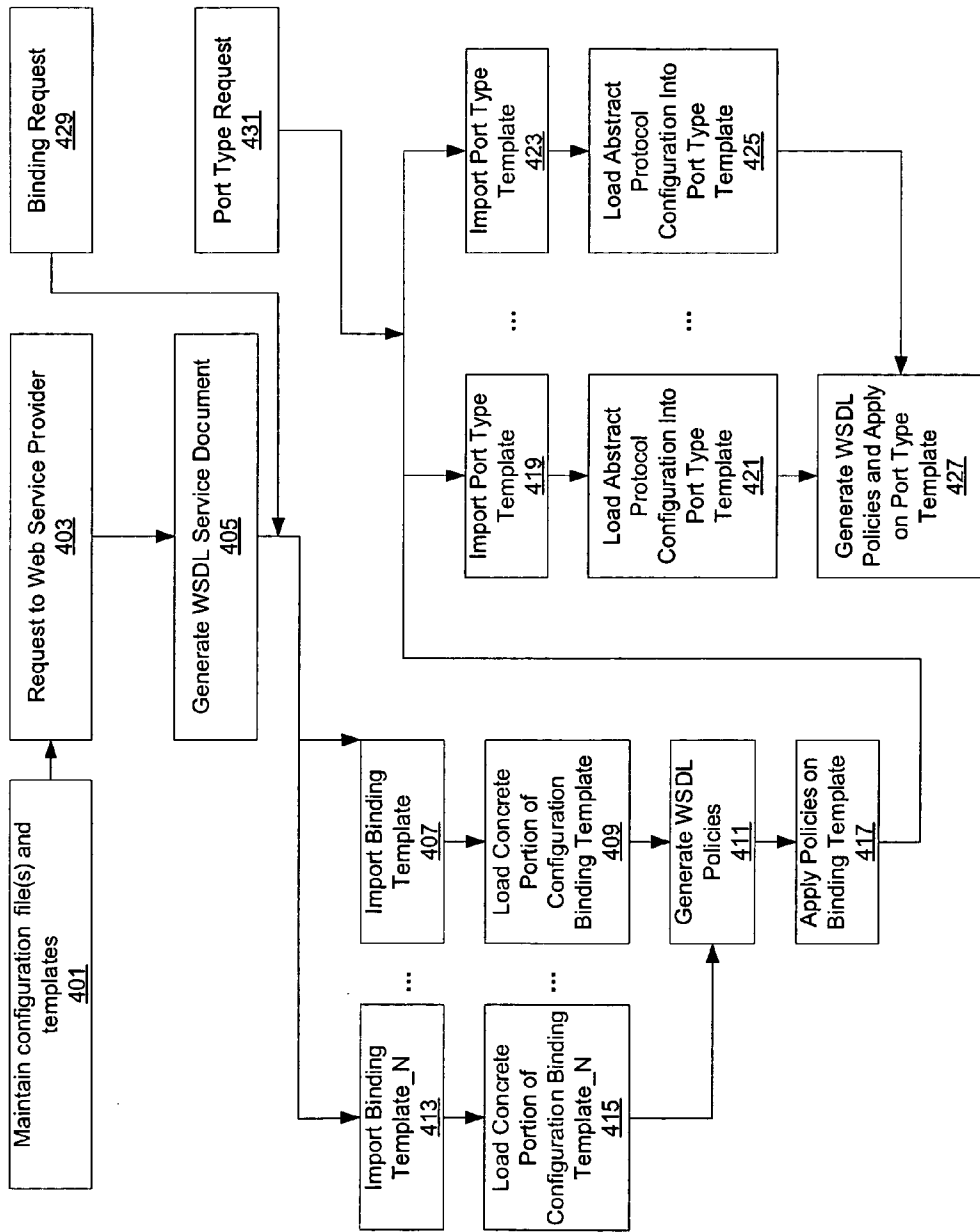 Maintain configuration file(s) and
templates
401
Request to Web Service Provider
403
Binding Request
429
Generate WSDL Service Document
405
Port Type Request
431
Import Binding
Template_N
413
...
Import Binding
Template
407
Import Port Type
Template
419
...
Import Port Type
Template
423
Load Concrete
Portion of
Configuration Binding
Template_N
415
...
Load Concrete
Portion of
Configuration
Binding Template
409
Load Abstract
Protocol
Configuration Into
Port Type
Template
421
...
Load Abstract
Protocol
Configuration Into
Port Type
Template
425
Generate WSDL
Policies
411
Apply Policies on
Binding Template
417
Generate WSDL
Policies and Apply
on Port Type
Template
427